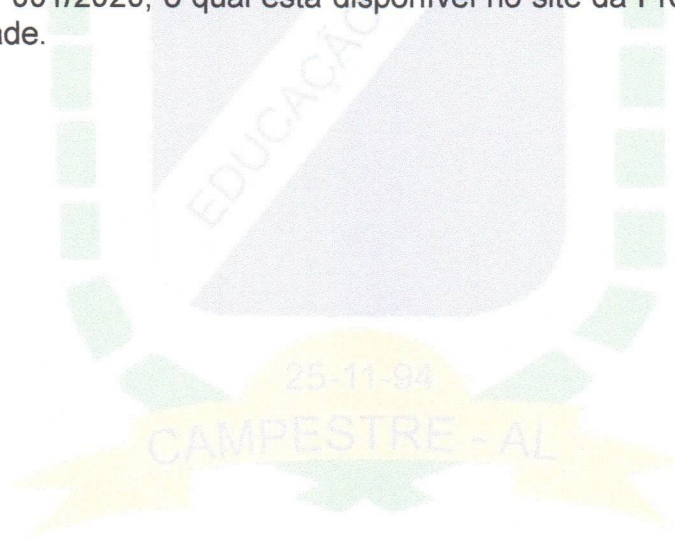 001/2020, o qual está disponível no site da
ade.
EDUCAÇÃO
25-11-94
CAMPESTRE - AL